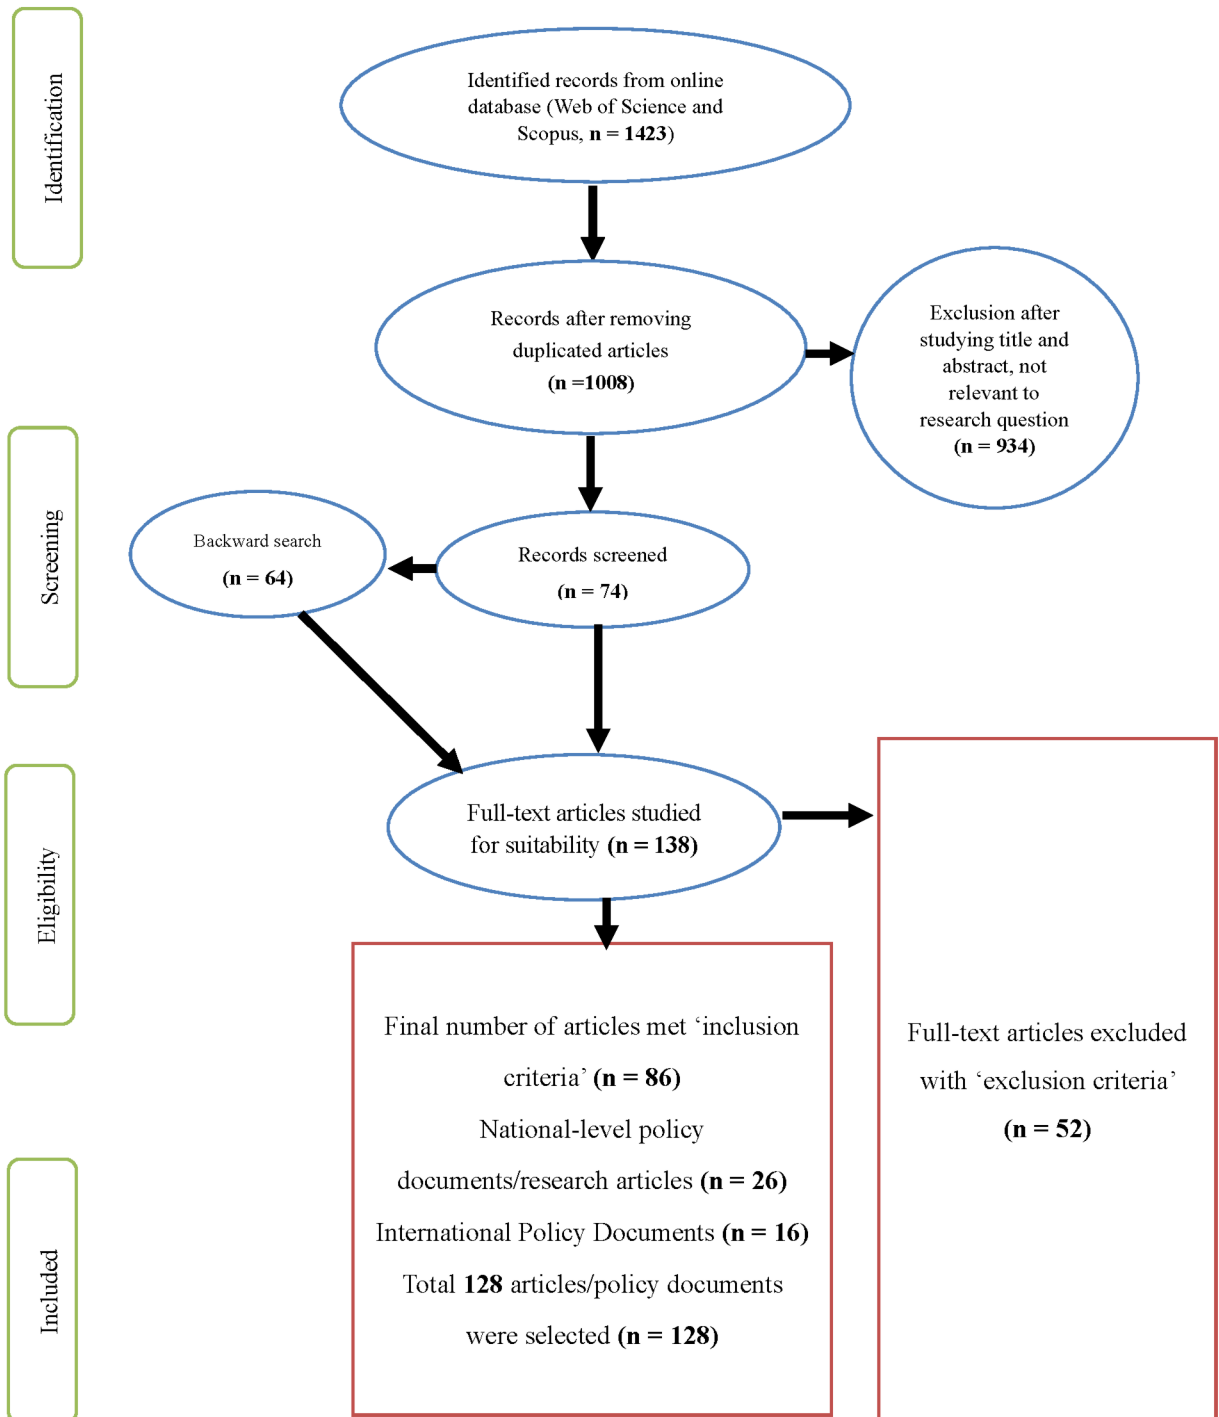 Identification
Identified records from online
database (Web of Science and
Scopus, n = 1423)
Records after removing
duplicated articles
(n =1008)
Exclusion after
studying title and
abstract, not
relevant to
research question
(n = 934)
Screening
Backward search
(n = 64)
Records screened
(n = 74)
Eligibility
Full-text articles studied
for suitability (n = 138)
Included
Final number of articles met ‘inclusion
criteria’ (n = 86)
National-level policy
documents/research articles (n = 26)
International Policy Documents (n = 16)
Total 128 articles/policy documents
were selected (n = 128)
Full-text articles excluded
with ‘exclusion criteria’
(n = 52)